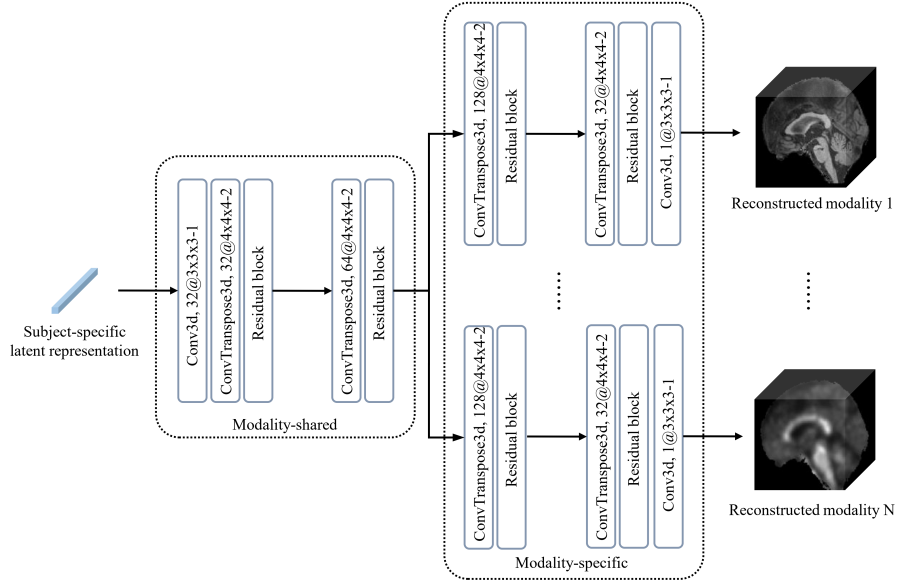 Subject-specific
latent representation
Conv3d, 32@3x3x3-1
ConvTranspose3d, 32@4x4x4-2
Residual block
ConvTranspose3d, 64@4x4x4-2
Residual block
Modality-shared
ConvTranspose3d, 128@4x4x4-2
Residual block
ConvTranspose3d, 32@4x4x4-2
Residual block
Conv3d, 1@3x3x3-1
Reconstructed modality 1
ConvTranspose3d, 128@4x4x4-2
Residual block
ConvTranspose3d, 32@4x4x4-2
Residual block
Conv3d, 1@3x3x3-1
Reconstructed modality N
Modality-specific